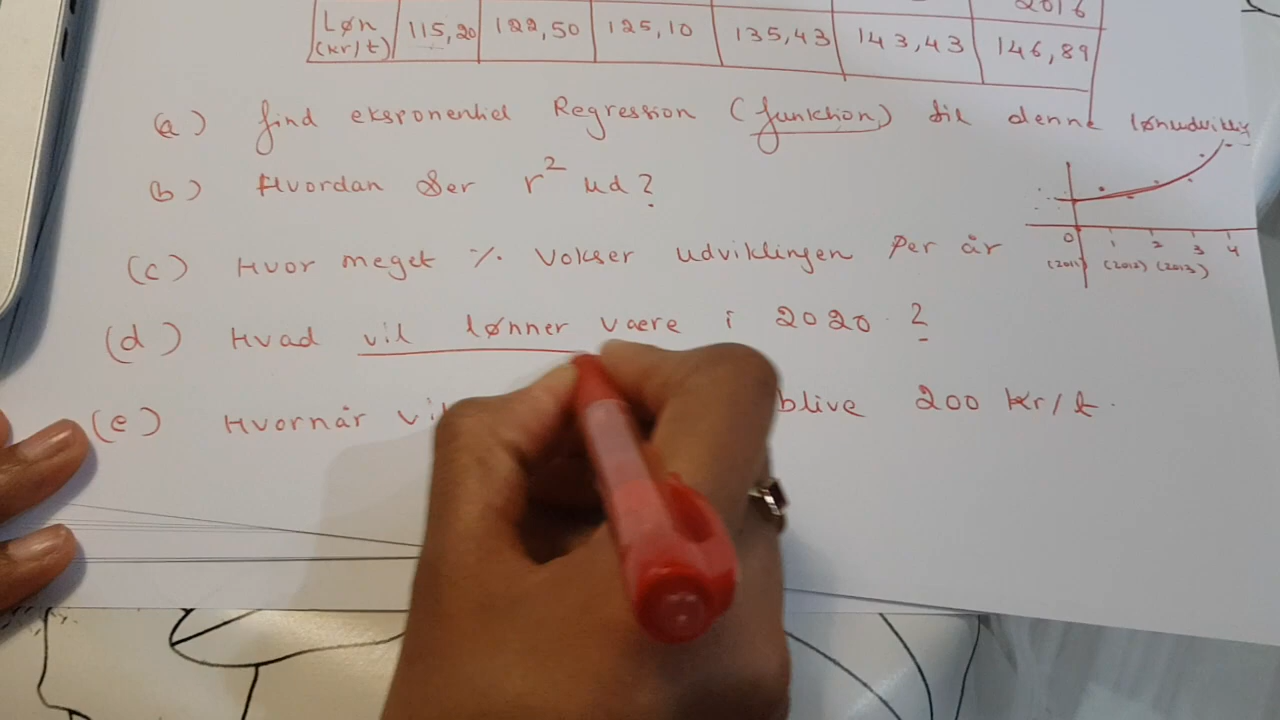 2016
Løn (kr/t) 115,20 122,50 125,10 135,43 143,43 146,89
(a) find eksponentiel Regression (funktion) til denne
(b) Hvordan ser r² ud?
(c) Hvor meget % vokser udviklingen per år
0 1 2 3 4
(2011) (2012) (2013)
(d) Hvad vil lønner vaere i 2020 ?
(e) Hvornår blive 200 Kr/t.